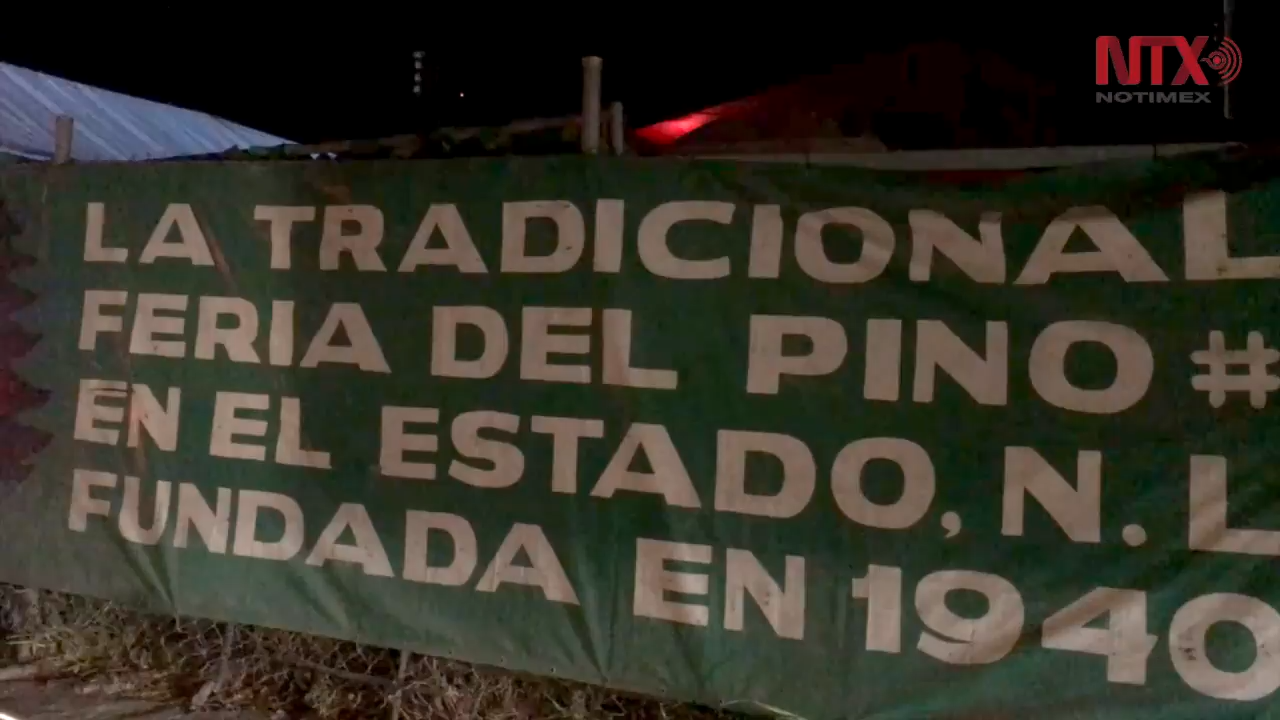 NTX
NOTIMEX
LA TRADICIONAL
FERIA DEL PINO #
EN EL ESTADO, N. L
FUNDADA EN 1940